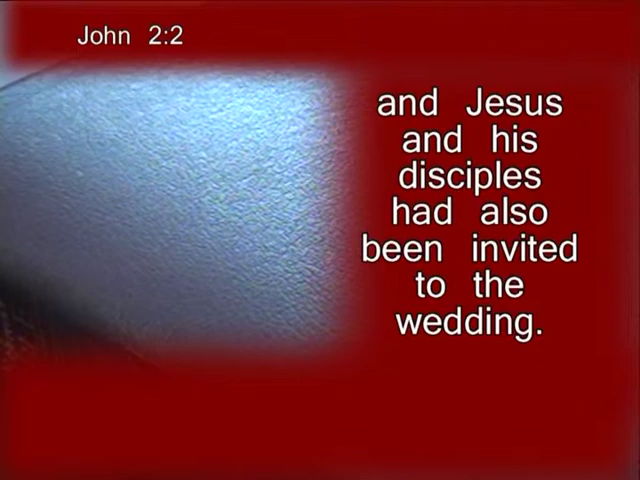 John 2:2
and Jesus
and his
disciples
had also
been invited
to the
wedding.